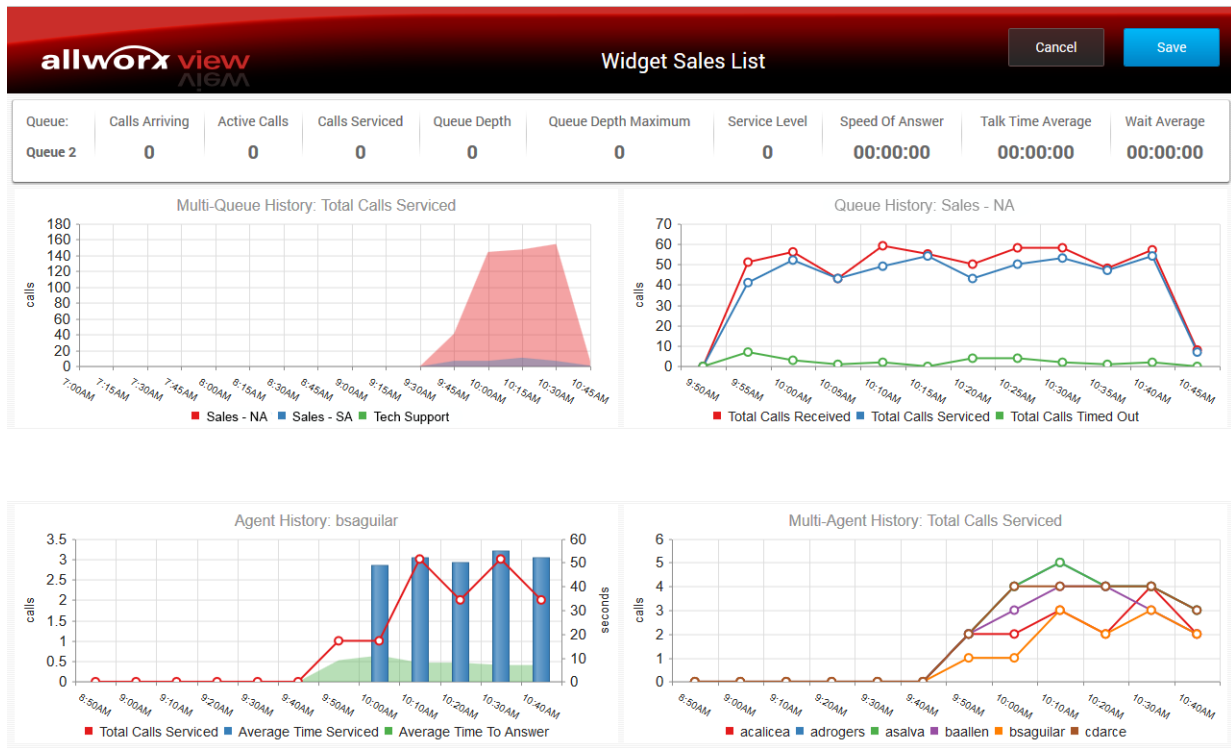 allworx view
Widget Sales List
Cancel
Save
Queue: Calls Arriving Active Calls Calls Serviced Queue Depth Queue Depth Maximum Service Level Speed Of Answer Talk Time Average Wait Average
Queue 2 0 0 0 0 0 0 00:00:00 00:00:00 00:00:00
Multi-Queue History: Total Calls Serviced
180
160
140
120
100
80
60
40
20
0
calls
7:00AM 7:15AM 7:30AM 7:45AM 8:00AM 8:15AM 8:30AM 8:45AM 9:00AM 9:15AM 9:30AM 9:45AM 10:00AM 10:15AM 10:30AM 10:45AM
Sales - NA Sales - SA Tech Support
Queue History: Sales - NA
70
60
50
40
30
20
10
0
calls
9:50AM 9:55AM 10:00AM 10:05AM 10:10AM 10:15AM 10:20AM 10:25AM 10:30AM 10:35AM 10:40AM 10:45AM
Total Calls Received Total Calls Serviced Total Calls Timed Out
Agent History: bsaguilar
3.5
3
2.5
2
1.5
1
0.5
0
calls
60
50
40
30
20
10
0
seconds
8:50AM 9:00AM 9:10AM 9:20AM 9:30AM 9:40AM 9:50AM 10:00AM 10:10AM 10:20AM 10:30AM 10:40AM
Total Calls Serviced Average Time Serviced Average Time To Answer
Multi-Agent History: Total Calls Serviced
6
5
4
3
2
1
0
calls
8:50AM 9:00AM 9:10AM 9:20AM 9:30AM 9:40AM 9:50AM 10:00AM 10:10AM 10:20AM 10:30AM 10:40AM
acalicea adrogers asalva baallen bsaguilar cdarce